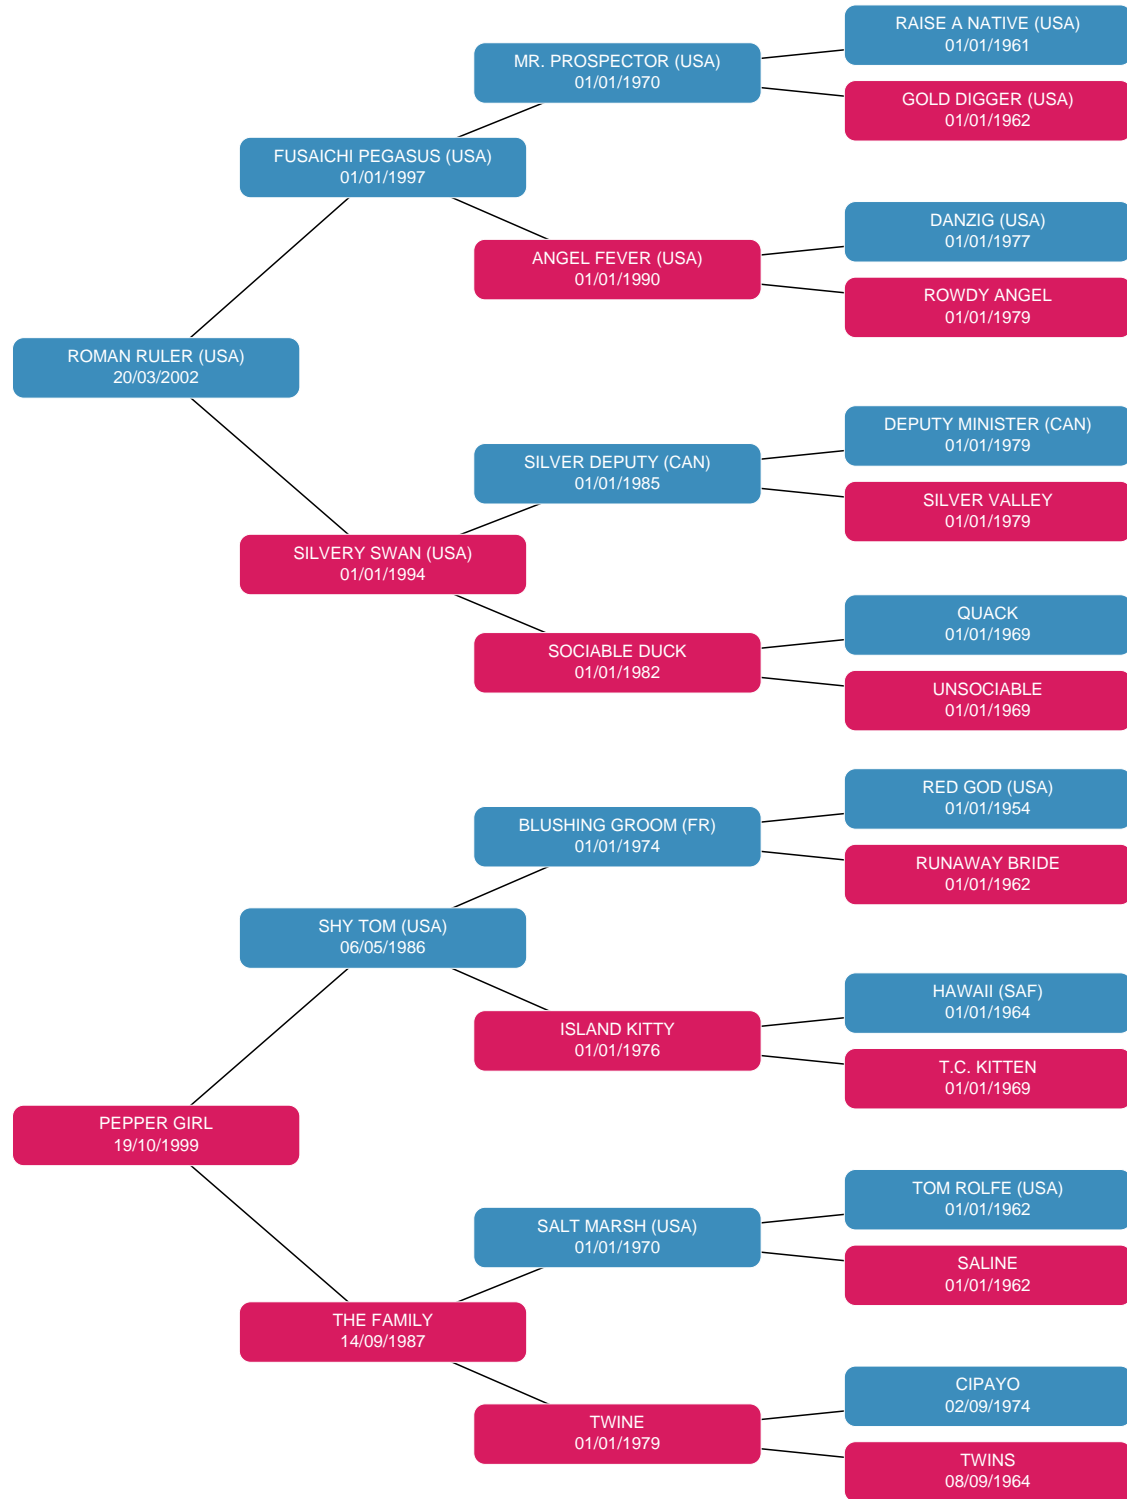 RAISE A NATIVE (USA)
01/01/1961
MR. PROSPECTOR (USA)
01/01/1970
GOLD DIGGER (USA)
01/01/1962
FUSAICHI PEGASUS (USA)
01/01/1997
DANZIG (USA)
01/01/1977
ANGEL FEVER (USA)
01/01/1990
ROWDY ANGEL
01/01/1979
ROMAN RULER (USA)
20/03/2002
DEPUTY MINISTER (CAN)
01/01/1979
SILVER DEPUTY (CAN)
01/01/1985
SILVER VALLEY
01/01/1979
SILVERY SWAN (USA)
01/01/1994
QUACK
01/01/1969
SOCIABLE DUCK
01/01/1982
UNSOCIABLE
01/01/1969
RED GOD (USA)
01/01/1954
BLUSHING GROOM (FR)
01/01/1974
RUNAWAY BRIDE
01/01/1962
SHY TOM (USA)
06/05/1986
HAWAII (SAF)
01/01/1964
ISLAND KITTY
01/01/1976
T.C. KITTEN
01/01/1969
PEPPER GIRL
19/10/1999
TOM ROLFE (USA)
01/01/1962
SALT MARSH (USA)
01/01/1970
SALINE
01/01/1962
THE FAMILY
14/09/1987
CIPAYO
02/09/1974
TWINE
01/01/1979
TWINS
08/09/1964